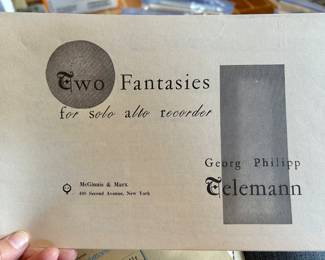 Two Fantasies
for solo alto recorder
Georg Philipp
Telemann
McGinnis & Marx
408 Second Avenue, New York